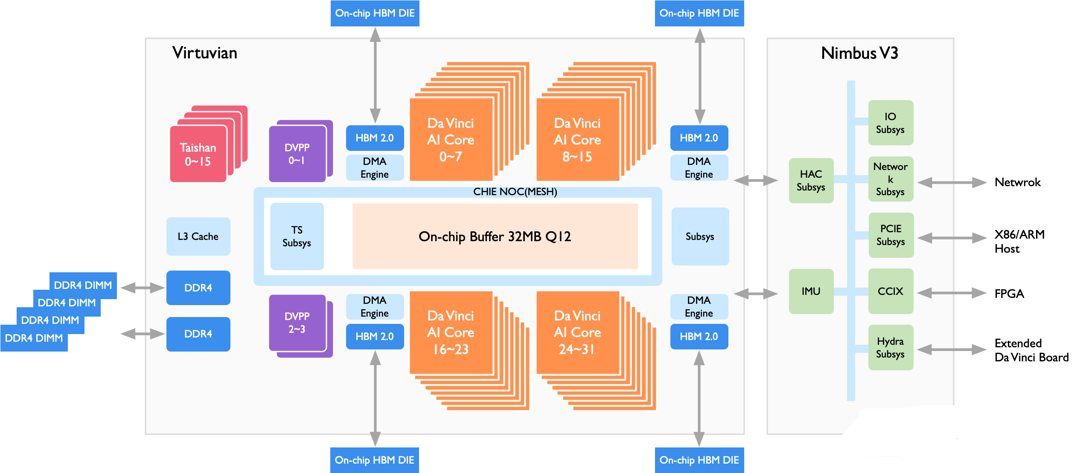 On-chip HBM DIE
On-chip HBM DIE
Virtuvian
Nimbus V3
Taishan
0~15
DVPP
0~1
HBM 2.0
DMA
Engine
Da Vinci
AI Core
0~7
Da Vinci
AI Core
8~15
HBM 2.0
DMA
Engine
CHIE NOC(MESH)
L3 Cache
TS
Subsys
On-chip Buffer 32MB Q12
Subsys
DDR4 DIMM
DDR4 DIMM
DDR4 DIMM
DDR4 DIMM
DDR4
DDR4
DVPP
2~3
DMA
Engine
HBM 2.0
Da Vinci
AI Core
16~23
Da Vinci
AI Core
24~31
DMA
Engine
HBM 2.0
On-chip HBM DIE
On-chip HBM DIE
HAC
Subsys
IMU
IO
Subsys
Networ
k
Subsys
PCIE
Subsys
CCIX
Hydra
Subsys
Netwrok
X86/ARM
Host
FPGA
Extended
Da Vinci Board